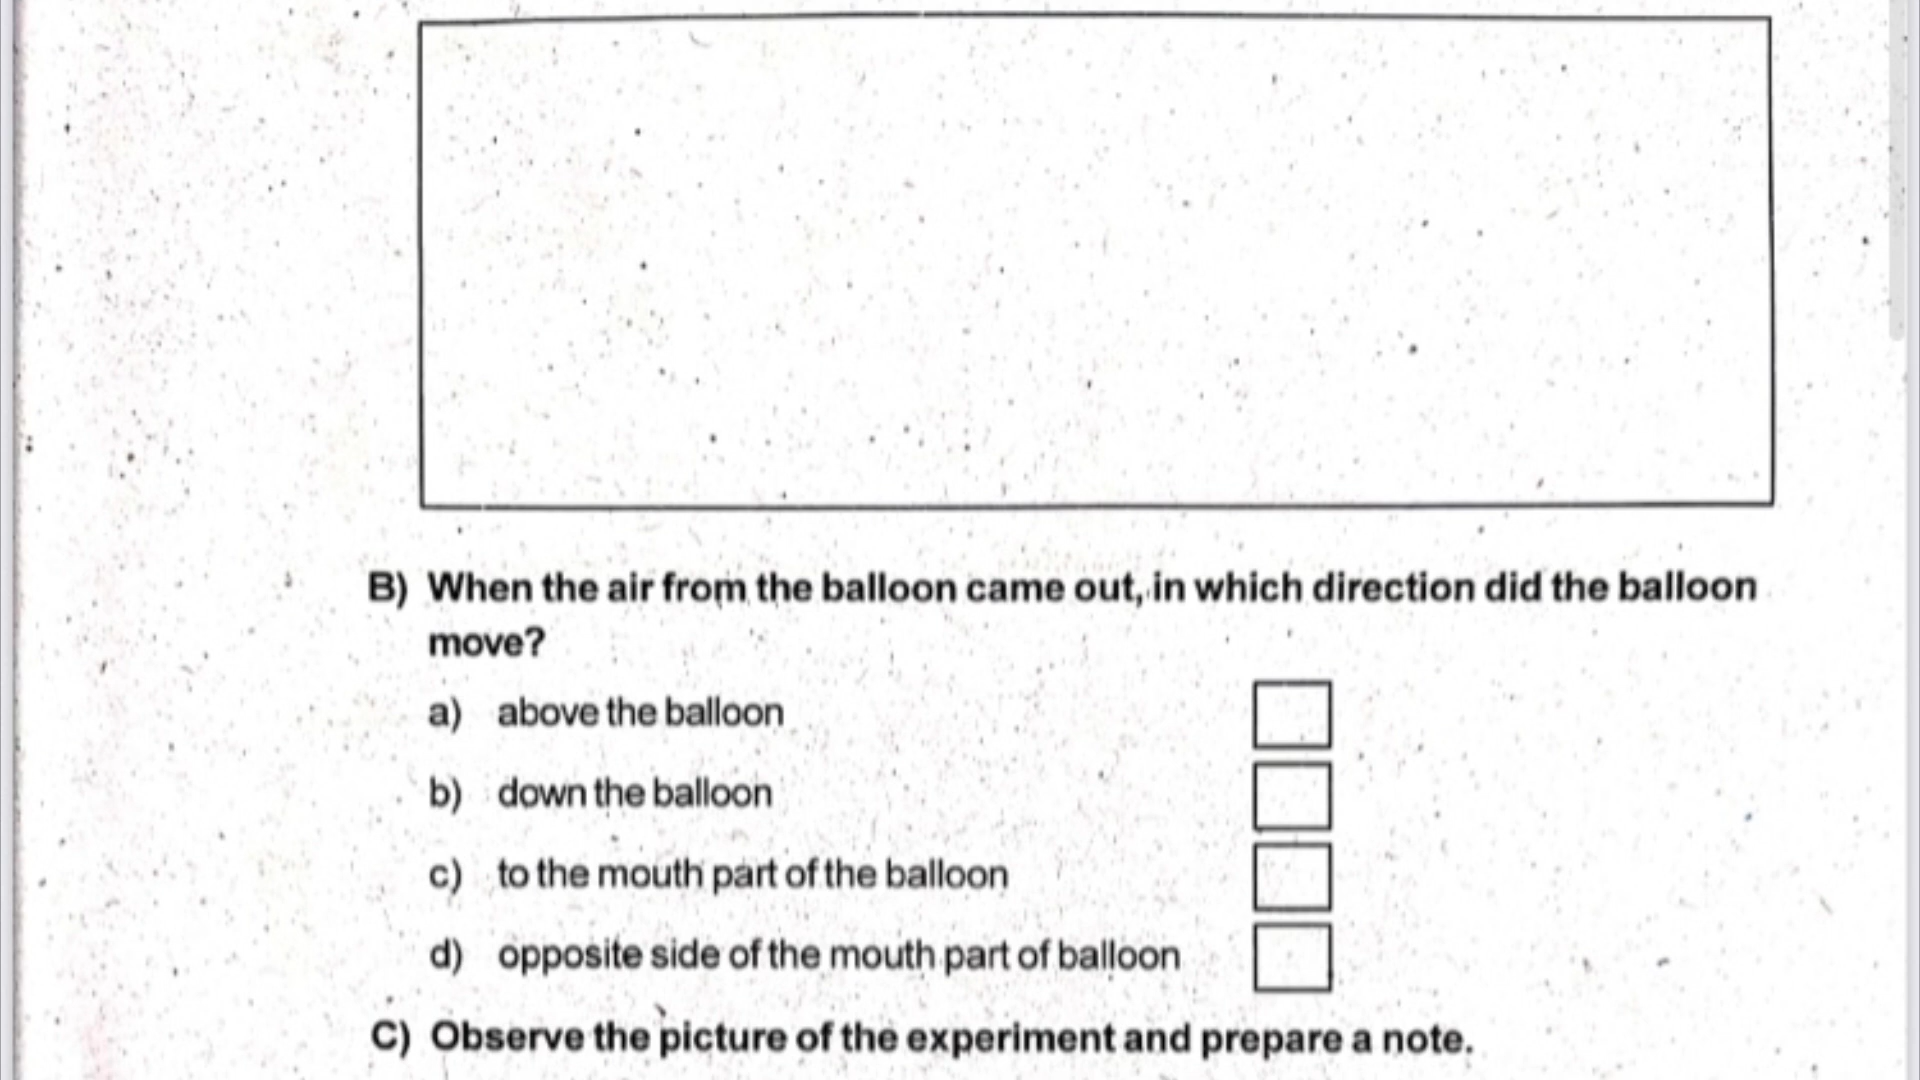 B) When the air from the balloon came out, in which direction did the balloon
move?
a) above the balloon
b) down the balloon
c) to the mouth part of the balloon
d) opposite side of the mouth part of balloon
C) Observe the picture of the experiment and prepare a note.